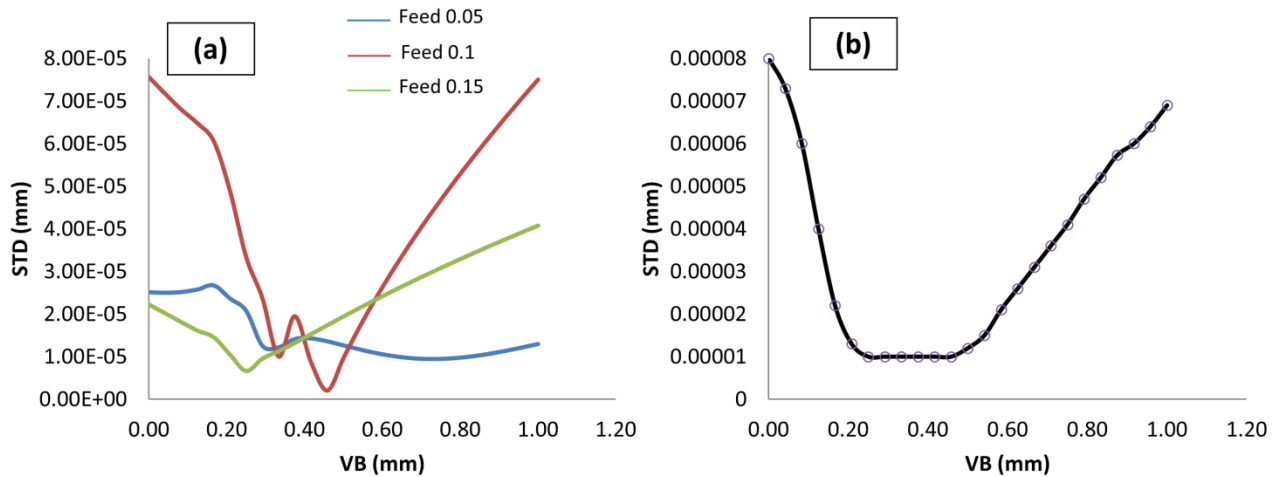 (a)
Feed 0.05
Feed 0.1
Feed 0.15
8.00E-05
7.00E-05
6.00E-05
5.00E-05
4.00E-05
3.00E-05
2.00E-05
1.00E-05
0.00E+00
STD (mm)
0.00 0.20 0.40 0.60 0.80 1.00 1.20
VB (mm)
(b)
0.00008
0.00007
0.00006
0.00005
0.00004
0.00003
0.00002
0.00001
0
STD (mm)
0.00 0.20 0.40 0.60 0.80 1.00 1.20
VB (mm)